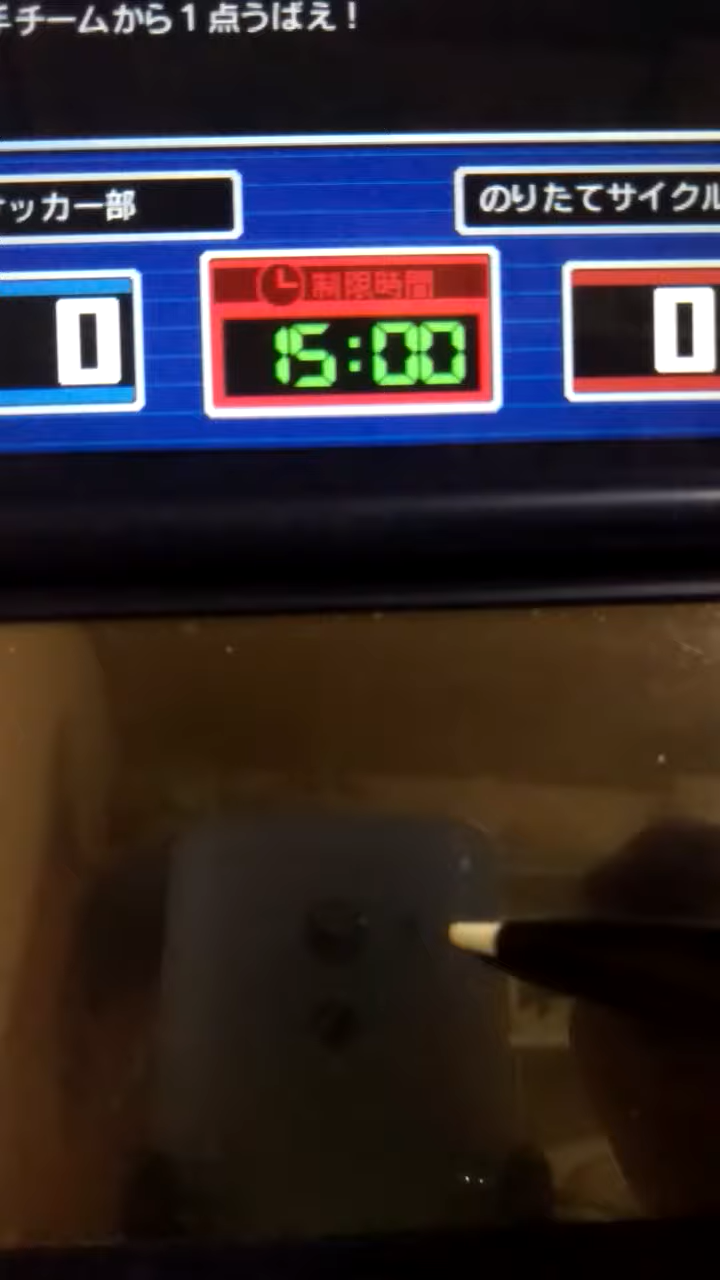 手チームから１点うばえ！
ッカー部
のりたてサイクル
制限時間
0
15:00
0